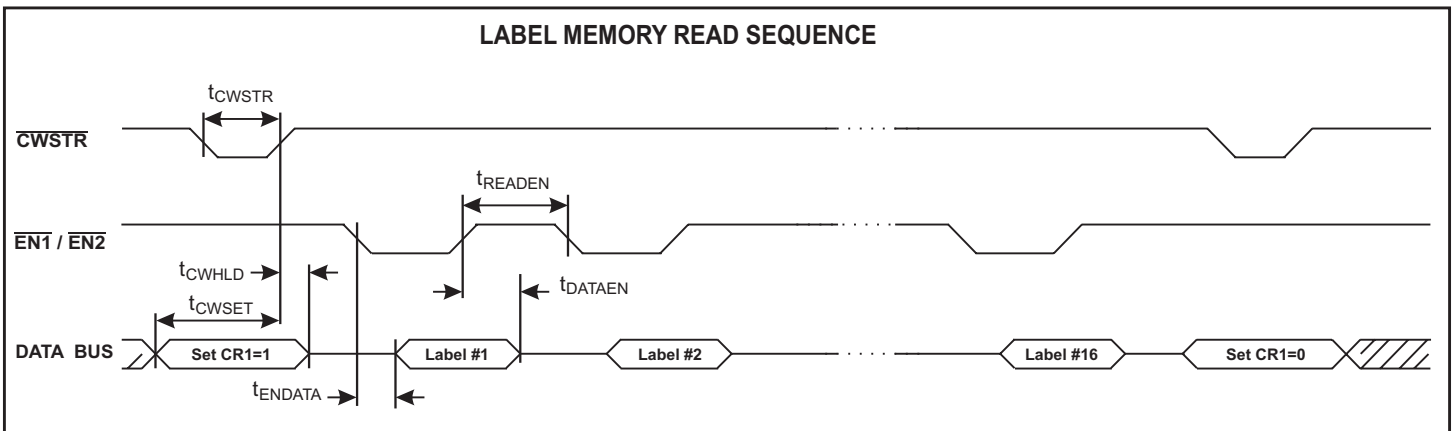 LABEL MEMORY READ SEQUENCE
tCWSTR
CWSTR
tREADEN
EN1 / EN2
tCWHLD
tDATAEN
tCWSET
DATA BUS Set CR1=1 Label #1 Label #2 Label #16 Set CR1=0
tENDATA